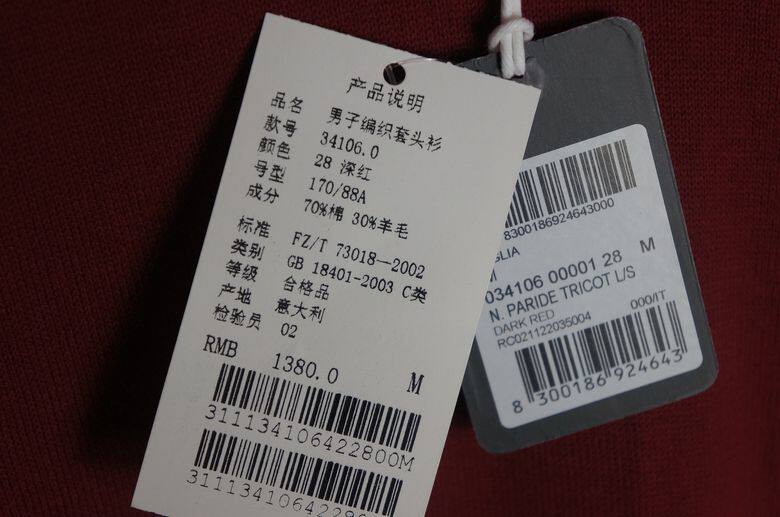 产品说明
品名 男子编织套头衫
款号 34106.0
颜色 28 深红
号型 170/88A
成分 70%棉 30%羊毛
标准 FZ/T 73018—2002
类别 GB 18401-2003 C类
等级 合格品
产地 意大利
检验员 02
RMB 1380.0 M
311134106422800M
311134106422800M
8300186924643000
GLIA
M
034106 00001 28 M
N. PARIDE TRICOT L/S
DARK RED 000/IT
RC021122035004
8 300186 924643